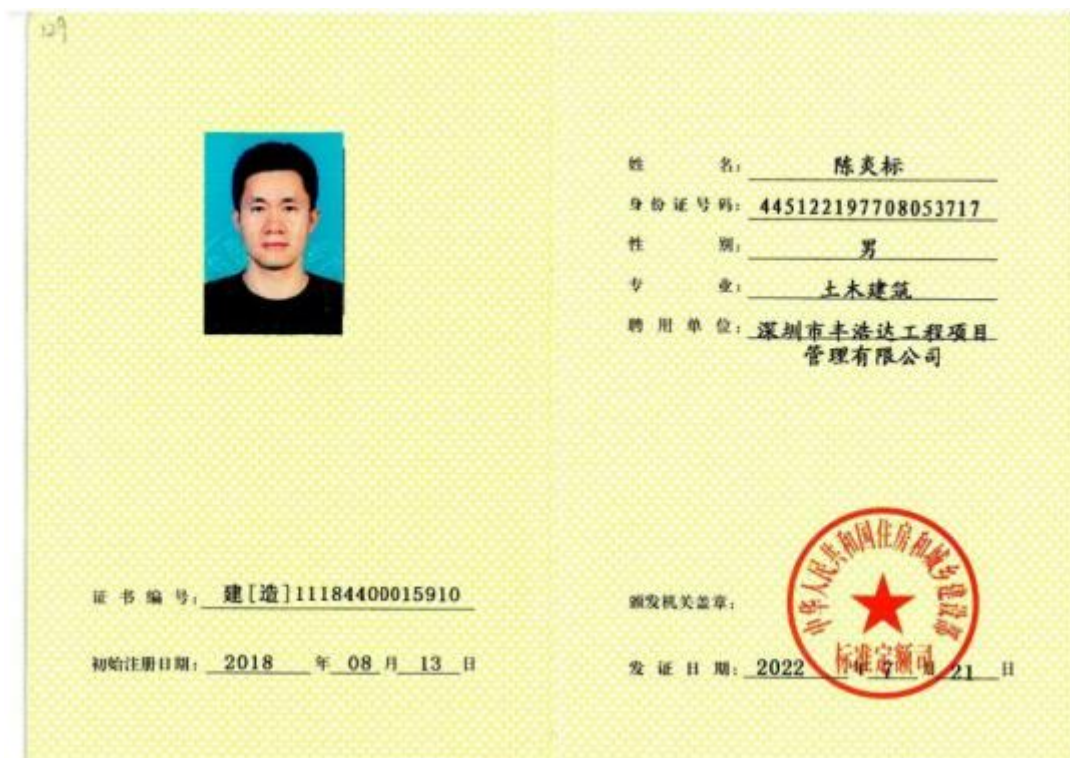 129
姓 名: 陈炎标
身份证号码: 445122197708053717
性 别: 男
专 业: 土木建筑
聘用单位: 深圳市丰浩达工程项目
管理有限公司
证书编号: 建[造]11184400015910
初始注册日期: 2018 年 08 月 13 日
颁发机关盖章:
中华人民共和国住房和城乡建设部
标准定额司
发证日期: 2022 年 7 月 21 日